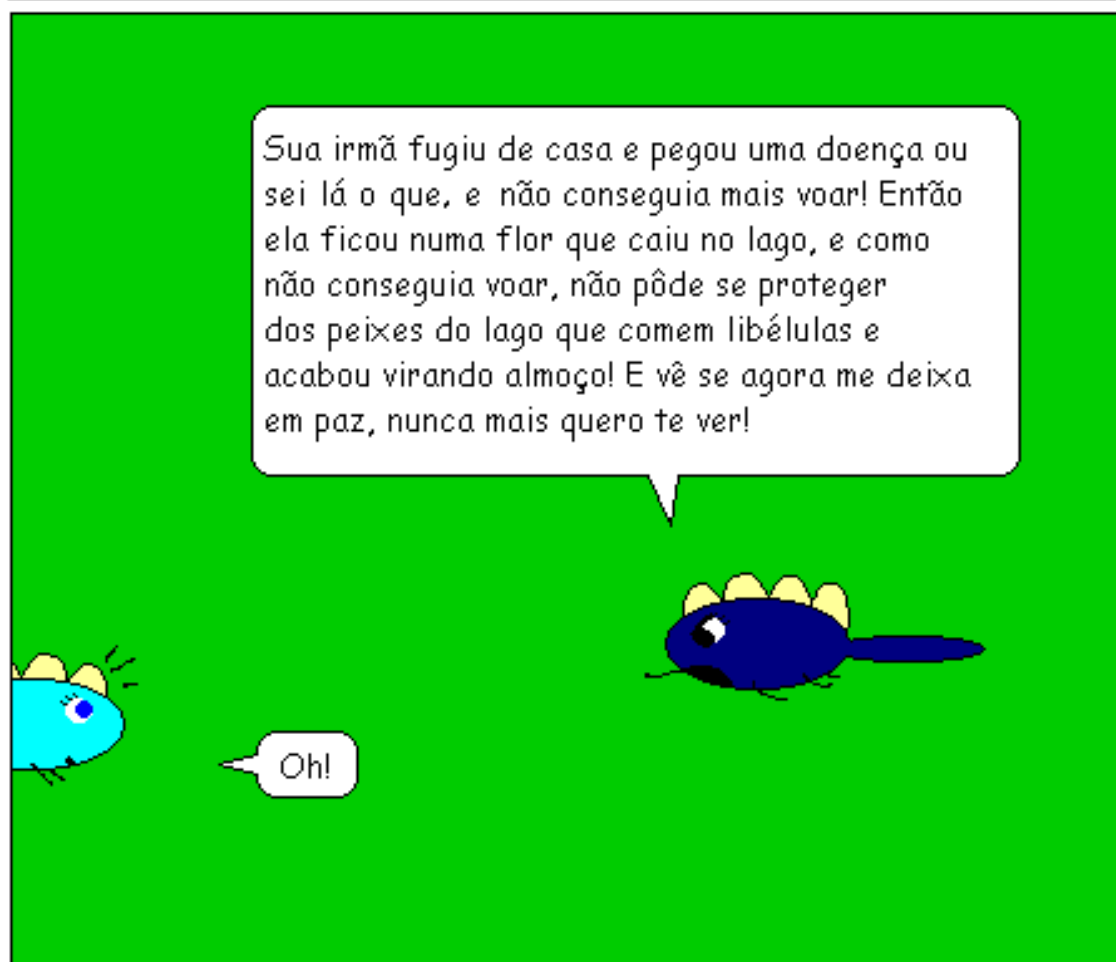 Sua irmã fugiu de casa e pegou uma doença ou
sei lá o que, e não conseguia mais voar! Então
ela ficou numa flor que caiu no lago, e como
não conseguia voar, não pôde se proteger
dos peixes do lago que comem libélulas e
acabou virando almoço! E vê se agora me deixa
em paz, nunca mais quero te ver!
Oh!